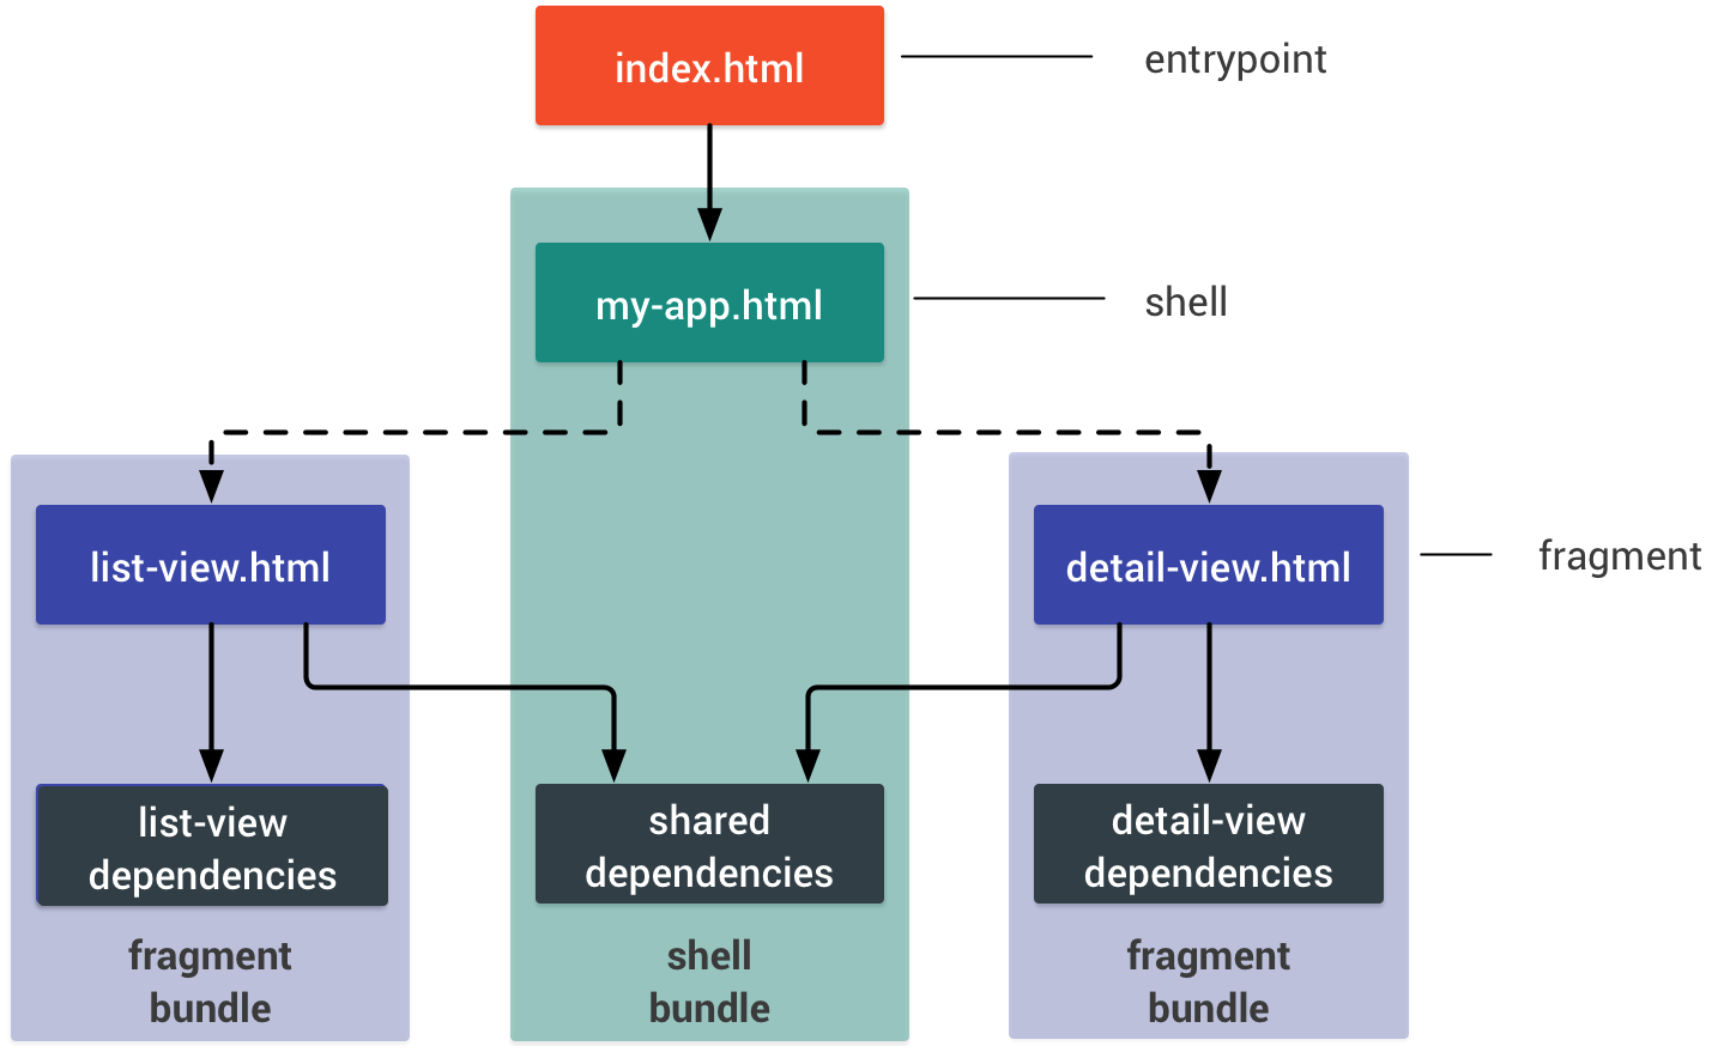 index.html
entrypoint
my-app.html
shell
list-view.html
detail-view.html
fragment
list-view
dependencies
shared
dependencies
detail-view
dependencies
fragment
bundle
shell
bundle
fragment
bundle